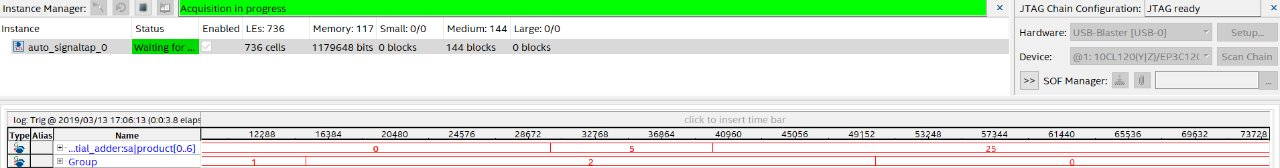 Instance Manager: Acquisition in progress
Instance Status Enabled LEs: 736 Memory: 117 Small: 0/0 Medium: 144 Large: 0/0
auto_signaltap_0 Waiting for ... 736 cells 1179648 bits 0 blocks 144 blocks 0 blocks
JTAG Chain Configuration: JTAG ready
Hardware: USB-Blaster [USB-0] Setup...
Device: @1: 10CL120(Y|Z)/EP3C12( Scan Chain
>> SOF Manager: ...
log: Trig @ 2019/03/13 17:06:13 (0:0:3.8 elaps click to insert time bar
Type Alias Name 12288 16384 20480 24576 28672 32768 36864 40960 45056 49152 53248 57344 61440 65536 69632 73728
...tial_adder:sa|product[0..6] 0 5 25
Group 1 2 0